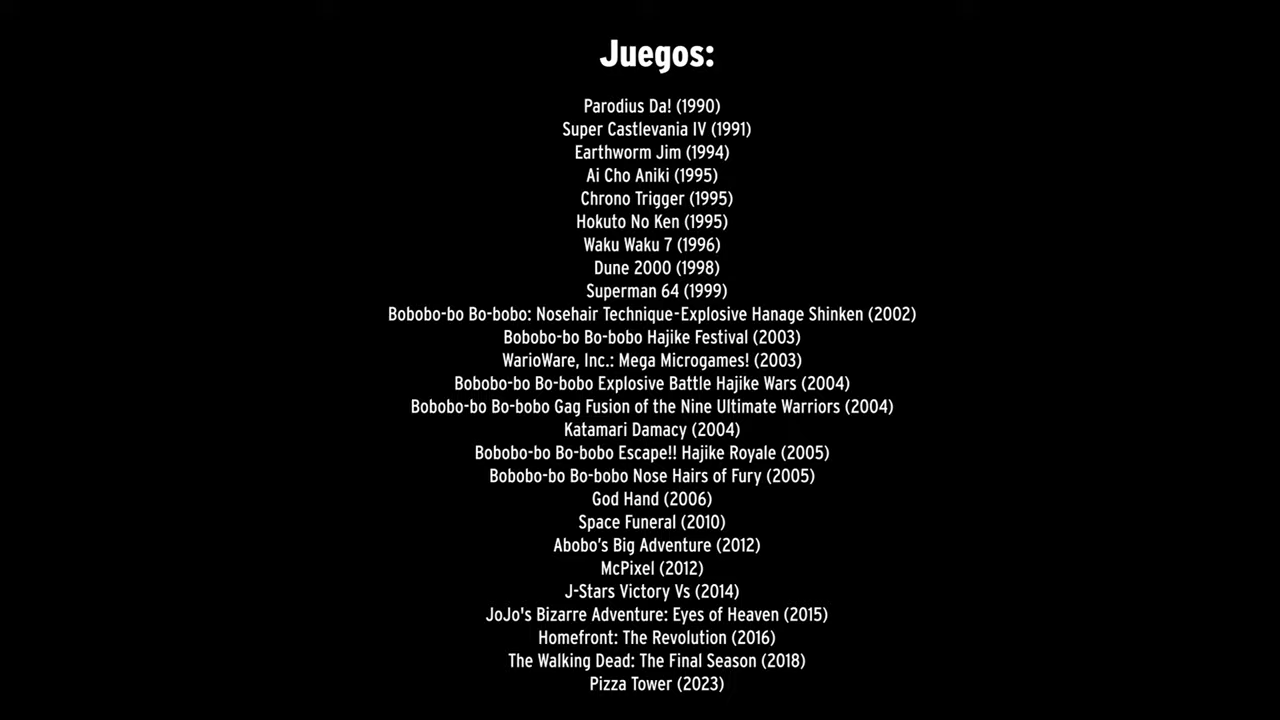 Juegos:
Parodius Da! (1990)
Super Castlevania IV (1991)
Earthworm Jim (1994)
Ai Cho Aniki (1995)
Chrono Trigger (1995)
Hokuto No Ken (1995)
Waku Waku 7 (1996)
Dune 2000 (1998)
Superman 64 (1999)
Bobobo-bo Bo-bobo: Nosehair Technique-Explosive Hanage Shinken (2002)
Bobobo-bo Bo-bobo Hajike Festival (2003)
WarioWare, Inc.: Mega Microgames! (2003)
Bobobo-bo Bo-bobo Explosive Battle Hajike Wars (2004)
Bobobo-bo Bo-bobo Gag Fusion of the Nine Ultimate Warriors (2004)
Katamari Damacy (2004)
Bobobo-bo Bo-bobo Escape!! Hajike Royale (2005)
Bobobo-bo Bo-bobo Nose Hairs of Fury (2005)
God Hand (2006)
Space Funeral (2010)
Abobo’s Big Adventure (2012)
McPixel (2012)
J-Stars Victory Vs (2014)
JoJo's Bizarre Adventure: Eyes of Heaven (2015)
Homefront: The Revolution (2016)
The Walking Dead: The Final Season (2018)
Pizza Tower (2023)